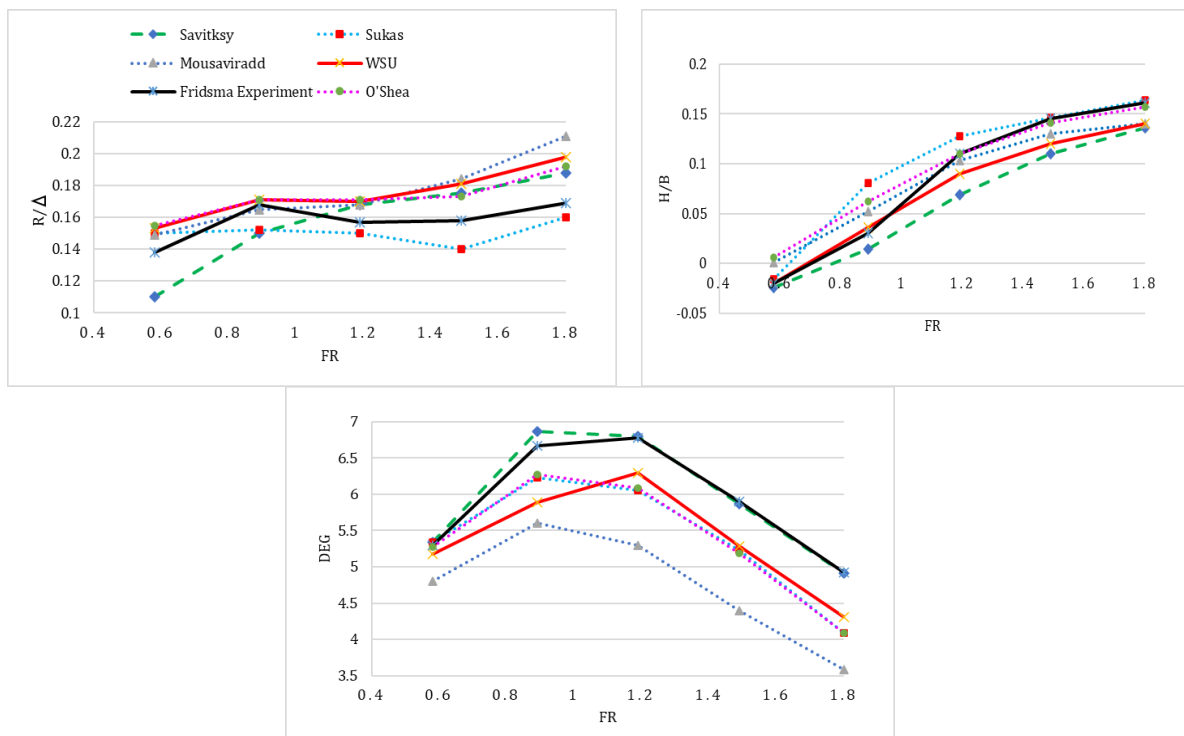 Savitksy Sukas
Mousaviradd WSU
Fridsma Experiment O'Shea
R/Δ
0.22
0.2
0.18
0.16
0.14
0.12
0.1
0.4 0.6 0.8 1 1.2 1.4 1.6 1.8
FR
H/B
0.2
0.15
0.1
0.05
0
-0.05
0.4 0.6 0.8 1 1.2 1.4 1.6 1.8
FR
DEG
7
6.5
6
5.5
5
4.5
4
3.5
0.4 0.6 0.8 1 1.2 1.4 1.6 1.8
FR